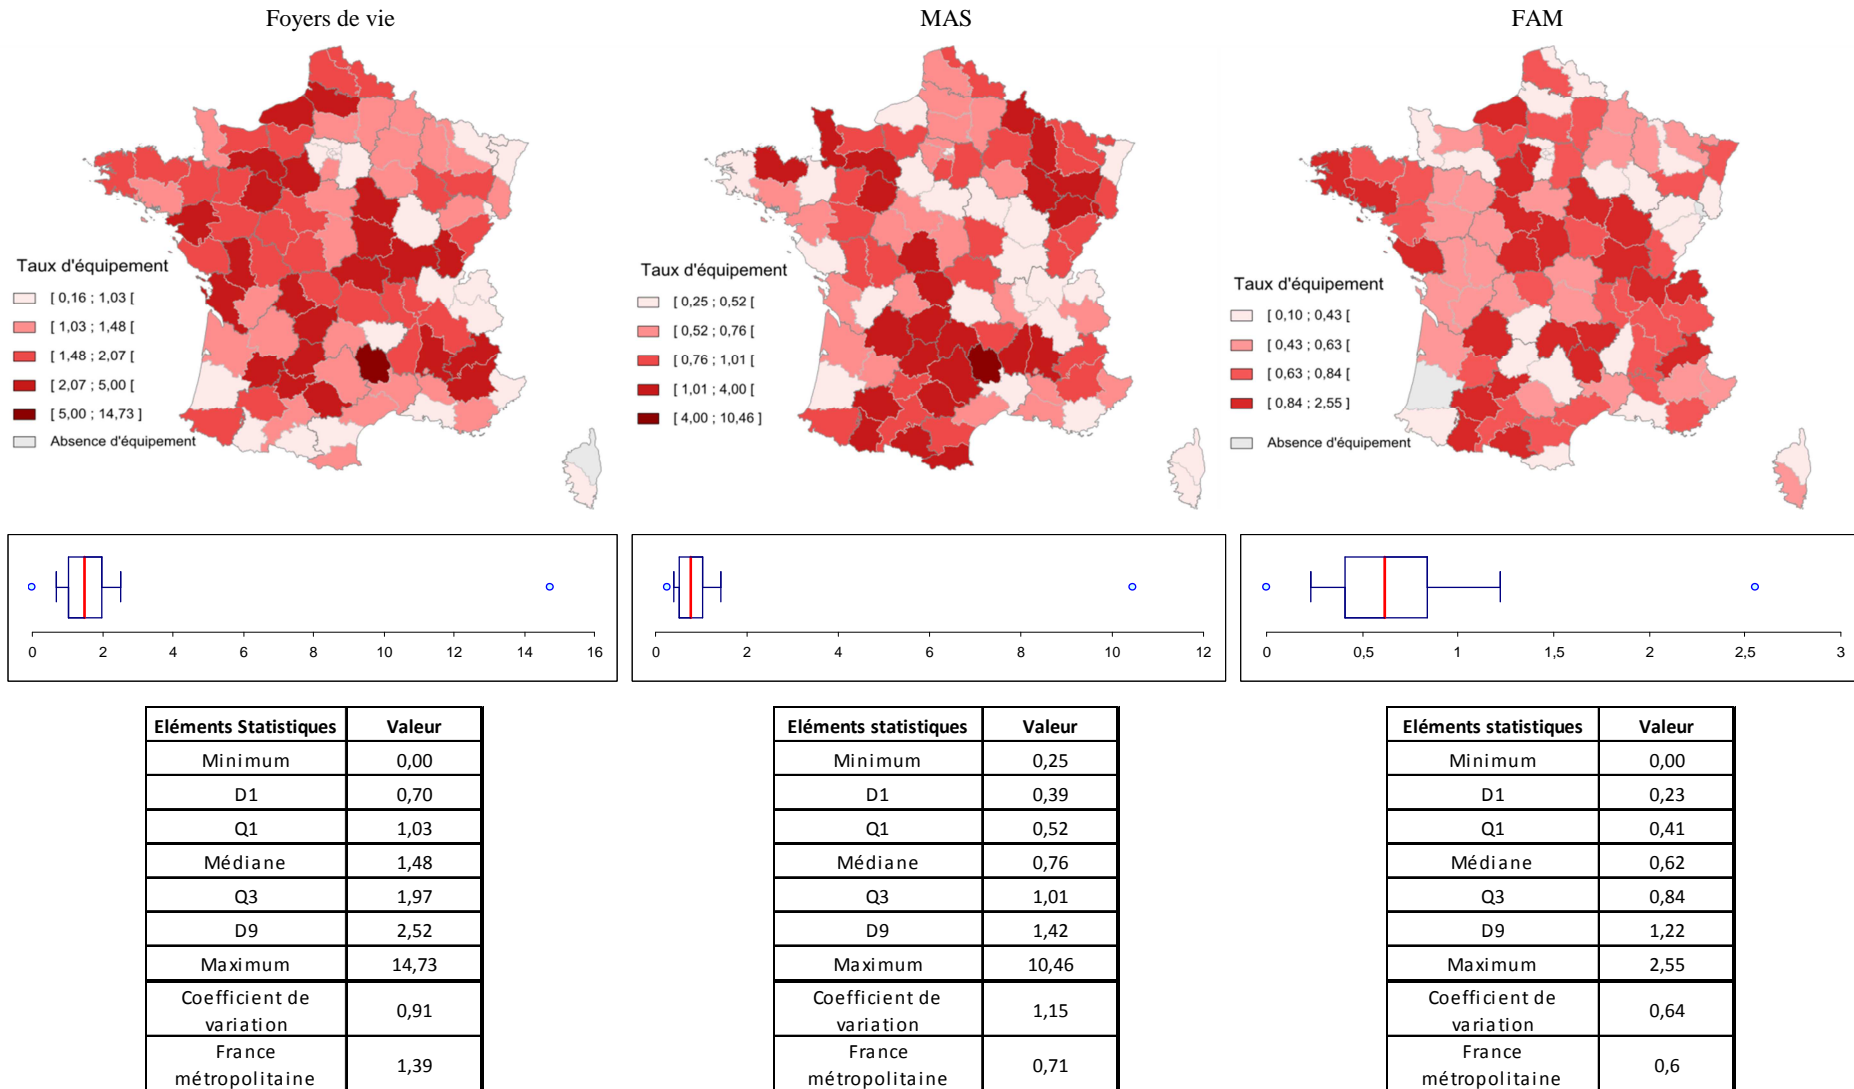 Foyers de vie
MAS
FAM
Taux d'équipement
[ 0,16 ; 1,03 [
[ 1,03 ; 1,48 [
[ 1,48 ; 2,07 [
[ 2,07 ; 5,00 [
[ 5,00 ; 14,73 ]
Absence d'équipement
Taux d'équipement
[ 0,25 ; 0,52 [
[ 0,52 ; 0,76 [
[ 0,76 ; 1,01 [
[ 1,01 ; 4,00 [
[ 4,00 ; 10,46 ]
Taux d'équipement
[ 0,10 ; 0,43 [
[ 0,43 ; 0,63 [
[ 0,63 ; 0,84 [
[ 0,84 ; 2,55 ]
Absence d'équipement
0 2 4 6 8 10 12 14 16
0 2 4 6 8 10 12
0 0,5 1 1,5 2 2,5 3
Eléments Statistiques Valeur
Minimum 0,00
D1 0,70
Q1 1,03
Médiane 1,48
Q3 1,97
D9 2,52
Maximum 14,73
Coefficient de
variation 0,91
France
métropolitaine 1,39
Eléments statistiques Valeur
Minimum 0,25
D1 0,39
Q1 0,52
Médiane 0,76
Q3 1,01
D9 1,42
Maximum 10,46
Coefficient de
variation 1,15
France
métropolitaine 0,71
Eléments statistiques Valeur
Minimum 0,00
D1 0,23
Q1 0,41
Médiane 0,62
Q3 0,84
D9 1,22
Maximum 2,55
Coefficient de
variation 0,64
France
métropolitaine 0,6